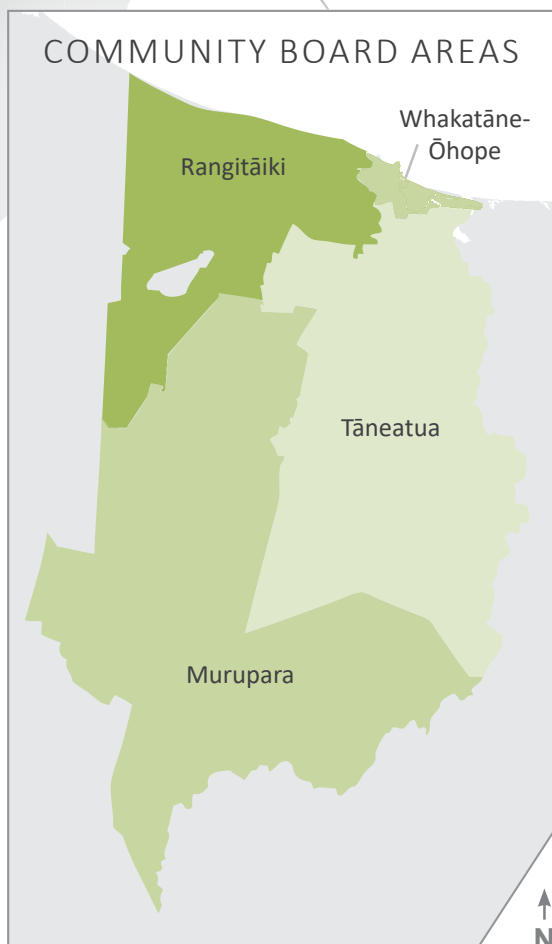 COMMUNITY BOARD AREAS
Whakatāne-
Ōhope
Rangitāiki
Tāneatua
Murupara
N